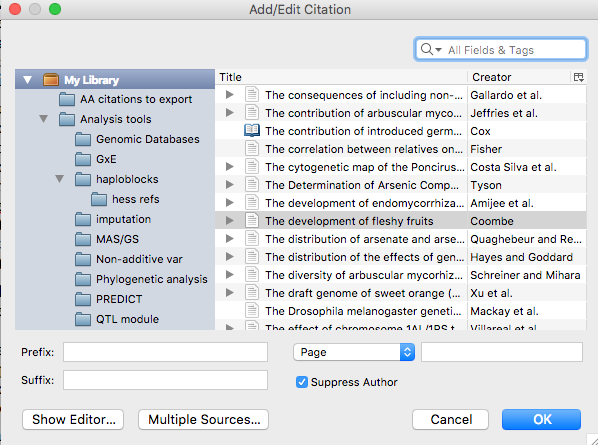 Add/Edit Citation
All Fields & Tags
My Library
AA citations to export
Analysis tools
Genomic Databases
GxE
haploblocks
hess refs
imputation
MAS/GS
Non-additive var
Phylogenetic analysis
PREDICT
QTL module
Title Creator
The consequences of including non-... Gallardo et al.
The contribution of arbuscular myco... Jeffries et al.
The contribution of introduced germ... Cox
The correlation between relatives on... Fisher
The cytogenetic map of the Poncirus... Costa Silva et al.
The Determination of Arsenic Comp... Tyson
The development of endomycorrhiza... Amijee et al.
The development of fleshy fruits Coombe
The distribution of arsenate and arse... Quaghebeur and Re...
The distribution of the effects of gen... Hayes and Goddard
The diversity of arbuscular mycorhiz... Schreiner and Mihara
The draft genome of sweet orange (... Xu et al.
The Drosophila melanogaster genetic... Mackay et al.
The effect of chromosome 1AL/1RS t... Villareal et al.
Prefix: Page
Suffix: Suppress Author
Show Editor... Multiple Sources... Cancel OK